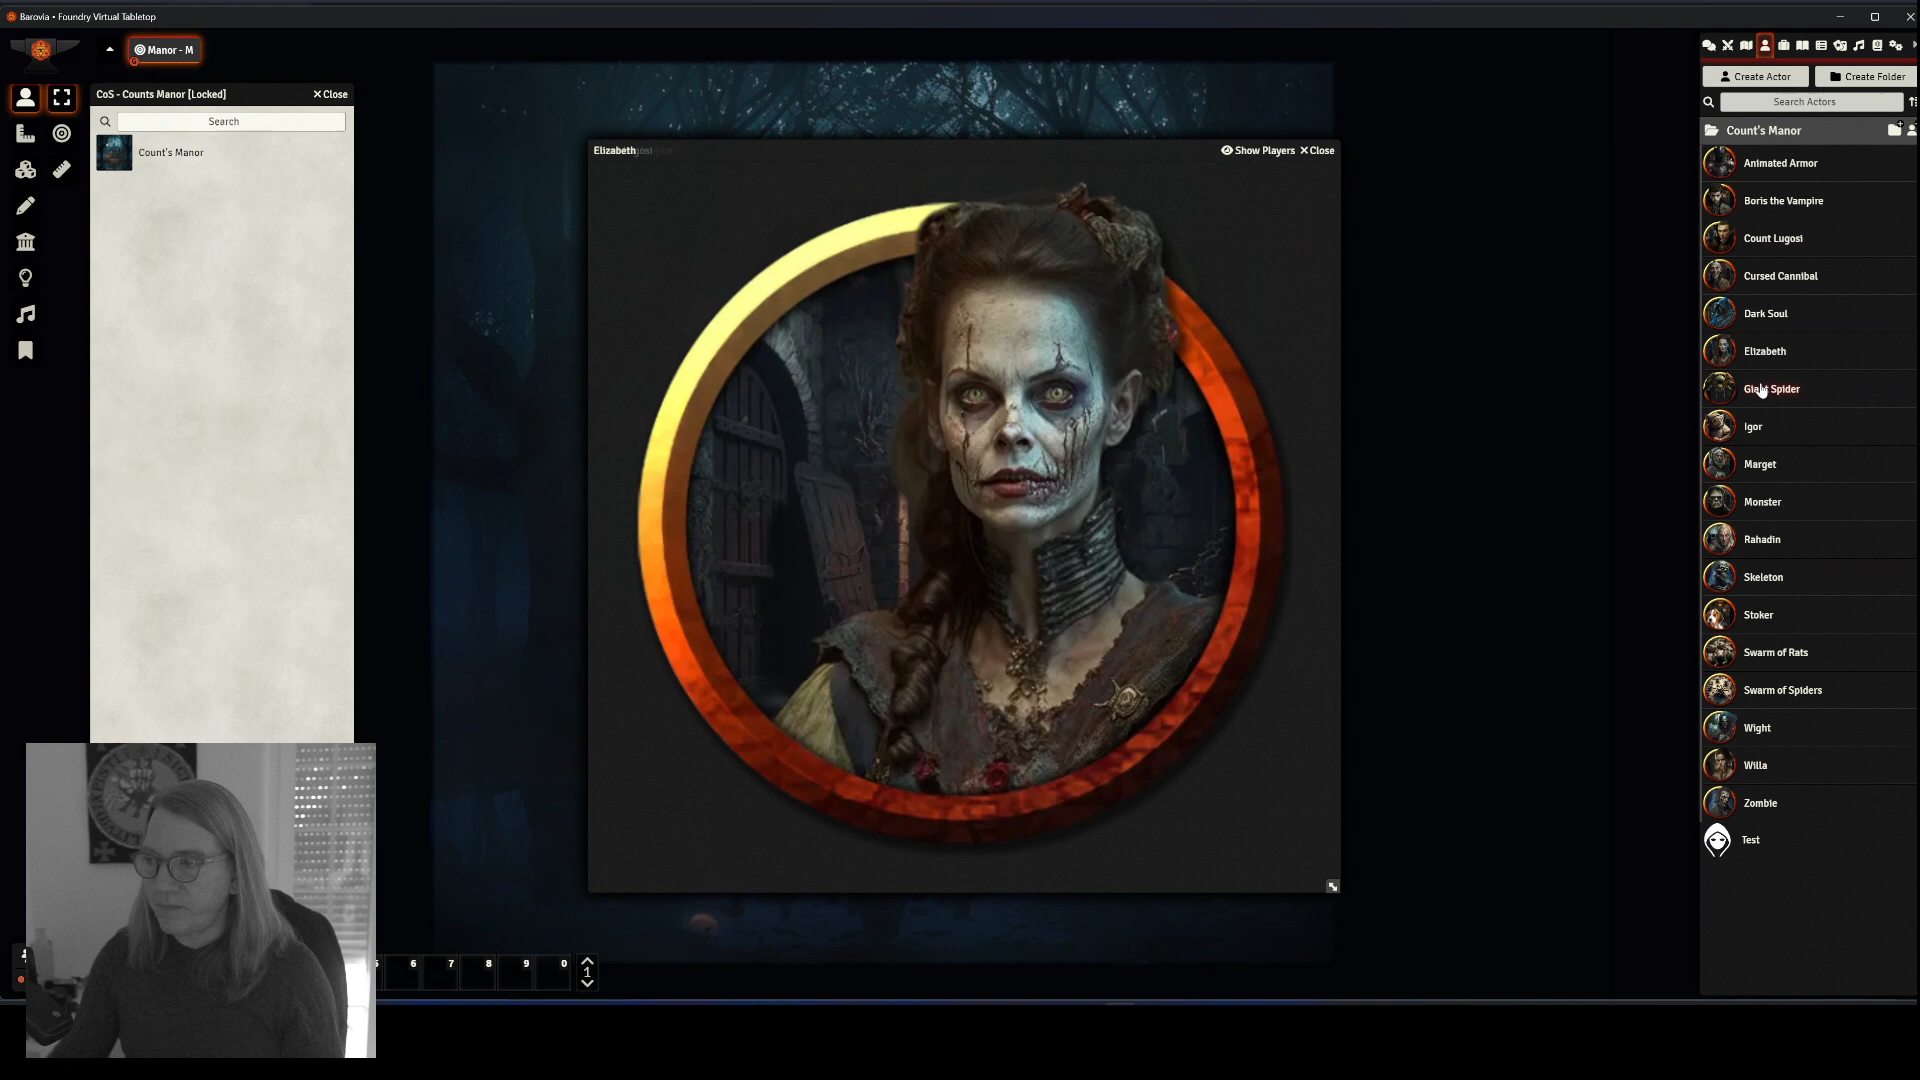 Barovia • Foundry Virtual Tabletop
Manor - M
G
CoS - Counts Manor [Locked]
Close
Search
Count's Manor
Elizabeth
Show Players
Close
6
7
8
9
0
1
Create Actor
Create Folder
Search Actors
Count's Manor
Animated Armor
Boris the Vampire
Count Lugosi
Cursed Cannibal
Dark Soul
Elizabeth
Giant Spider
Igor
Marget
Monster
Rahadin
Skeleton
Stoker
Swarm of Rats
Swarm of Spiders
Wight
Willa
Zombie
Test